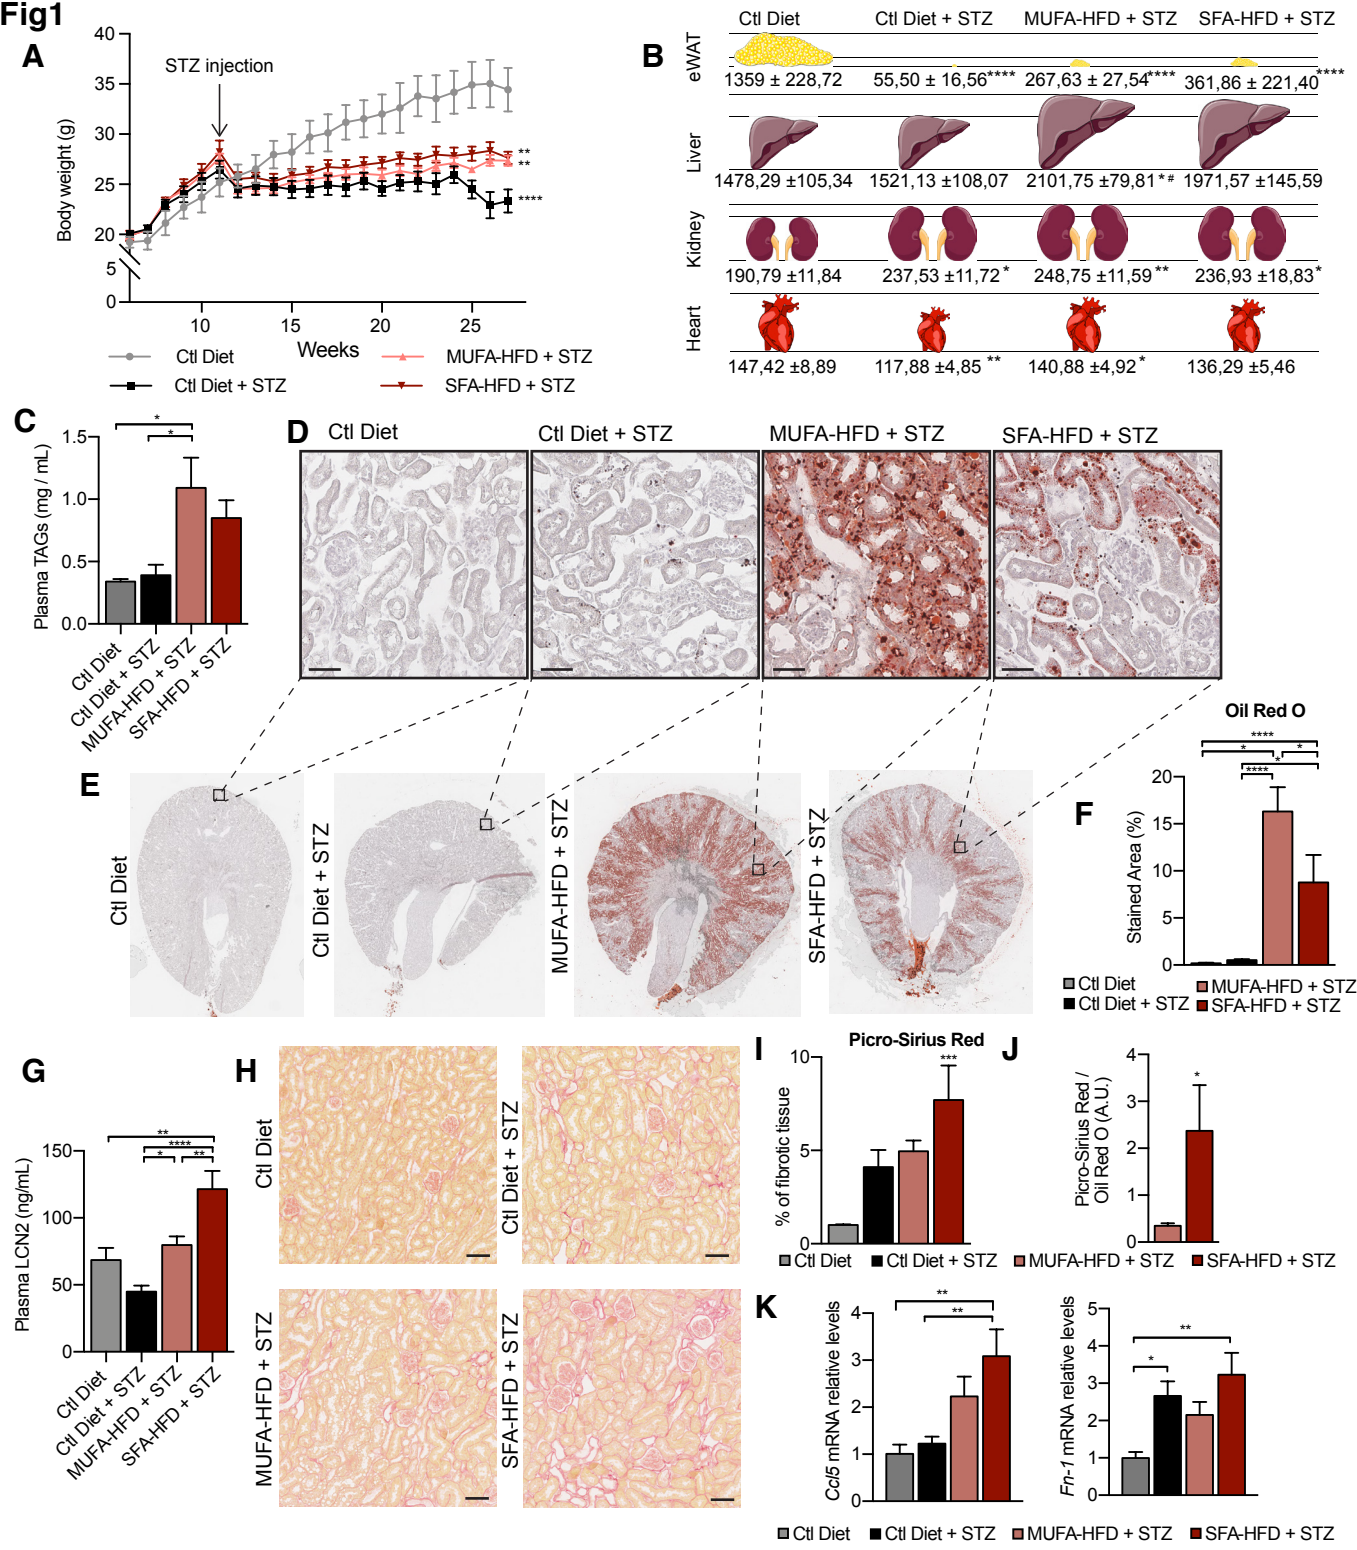 Fig1
A
40
35
30
25
20
5
0
Body weight (g)
STZ injection
**
**
****
10
15
20
25
Weeks
Ctl Diet
MUFA-HFD + STZ
Ctl Diet + STZ
SFA-HFD + STZ
B
Ctl Diet
Ctl Diet + STZ
MUFA-HFD + STZ
SFA-HFD + STZ
eWAT
1359 ± 228,72
55,50 ± 16,56****
267,63 ± 27,54****
361,86 ± 221,40****
Liver
1478,29 ±105,34
1521,13 ±108,07
2101,75 ±79,81 * #
1971,57 ±145,59
Kidney
190,79 ±11,84
237,53 ±11,72 *
248,75 ±11,59 **
236,93 ±18,83*
Heart
147,42 ±8,89
117,88 ±4,85 **
140,88 ±4,92 *
136,29 ±5,46
C
*
*
1.5
1.0
0.5
0.0
Plasma TAGs (mg / mL)
Ctl Diet
Ctl Diet + STZ
MUFA-HFD + STZ
SFA-HFD + STZ
D
Ctl Diet
Ctl Diet + STZ
MUFA-HFD + STZ
SFA-HFD + STZ
E
Ctl Diet
Ctl Diet + STZ
MUFA-HFD + STZ
SFA-HFD + STZ
F
Oil Red O
****
*
*
*
****
20
15
10
5
0
Stained Area (%)
Ctl Diet
MUFA-HFD + STZ
Ctl Diet + STZ
SFA-HFD + STZ
G
**
****
*
**
150
100
50
0
Plasma LCN2 (ng/mL)
Ctl Diet
Ctl Diet + STZ
MUFA-HFD + STZ
SFA-HFD + STZ
H
Ctl Diet
Ctl Diet + STZ
MUFA-HFD + STZ
SFA-HFD + STZ
I
Picro-Sirius Red
***
10
5
0
% of fibrotic tissue
J
*
4
3
2
1
0
Picro-Sirius Red /
Oil Red O (A.U.)
Ctl Diet
Ctl Diet + STZ
MUFA-HFD + STZ
SFA-HFD + STZ
K
**
**
4
3
2
1
0
Ccl5 mRNA relative levels
**
*
5
4
3
2
1
0
Fn-1 mRNA relative levels
Ctl Diet
Ctl Diet + STZ
MUFA-HFD + STZ
SFA-HFD + STZ